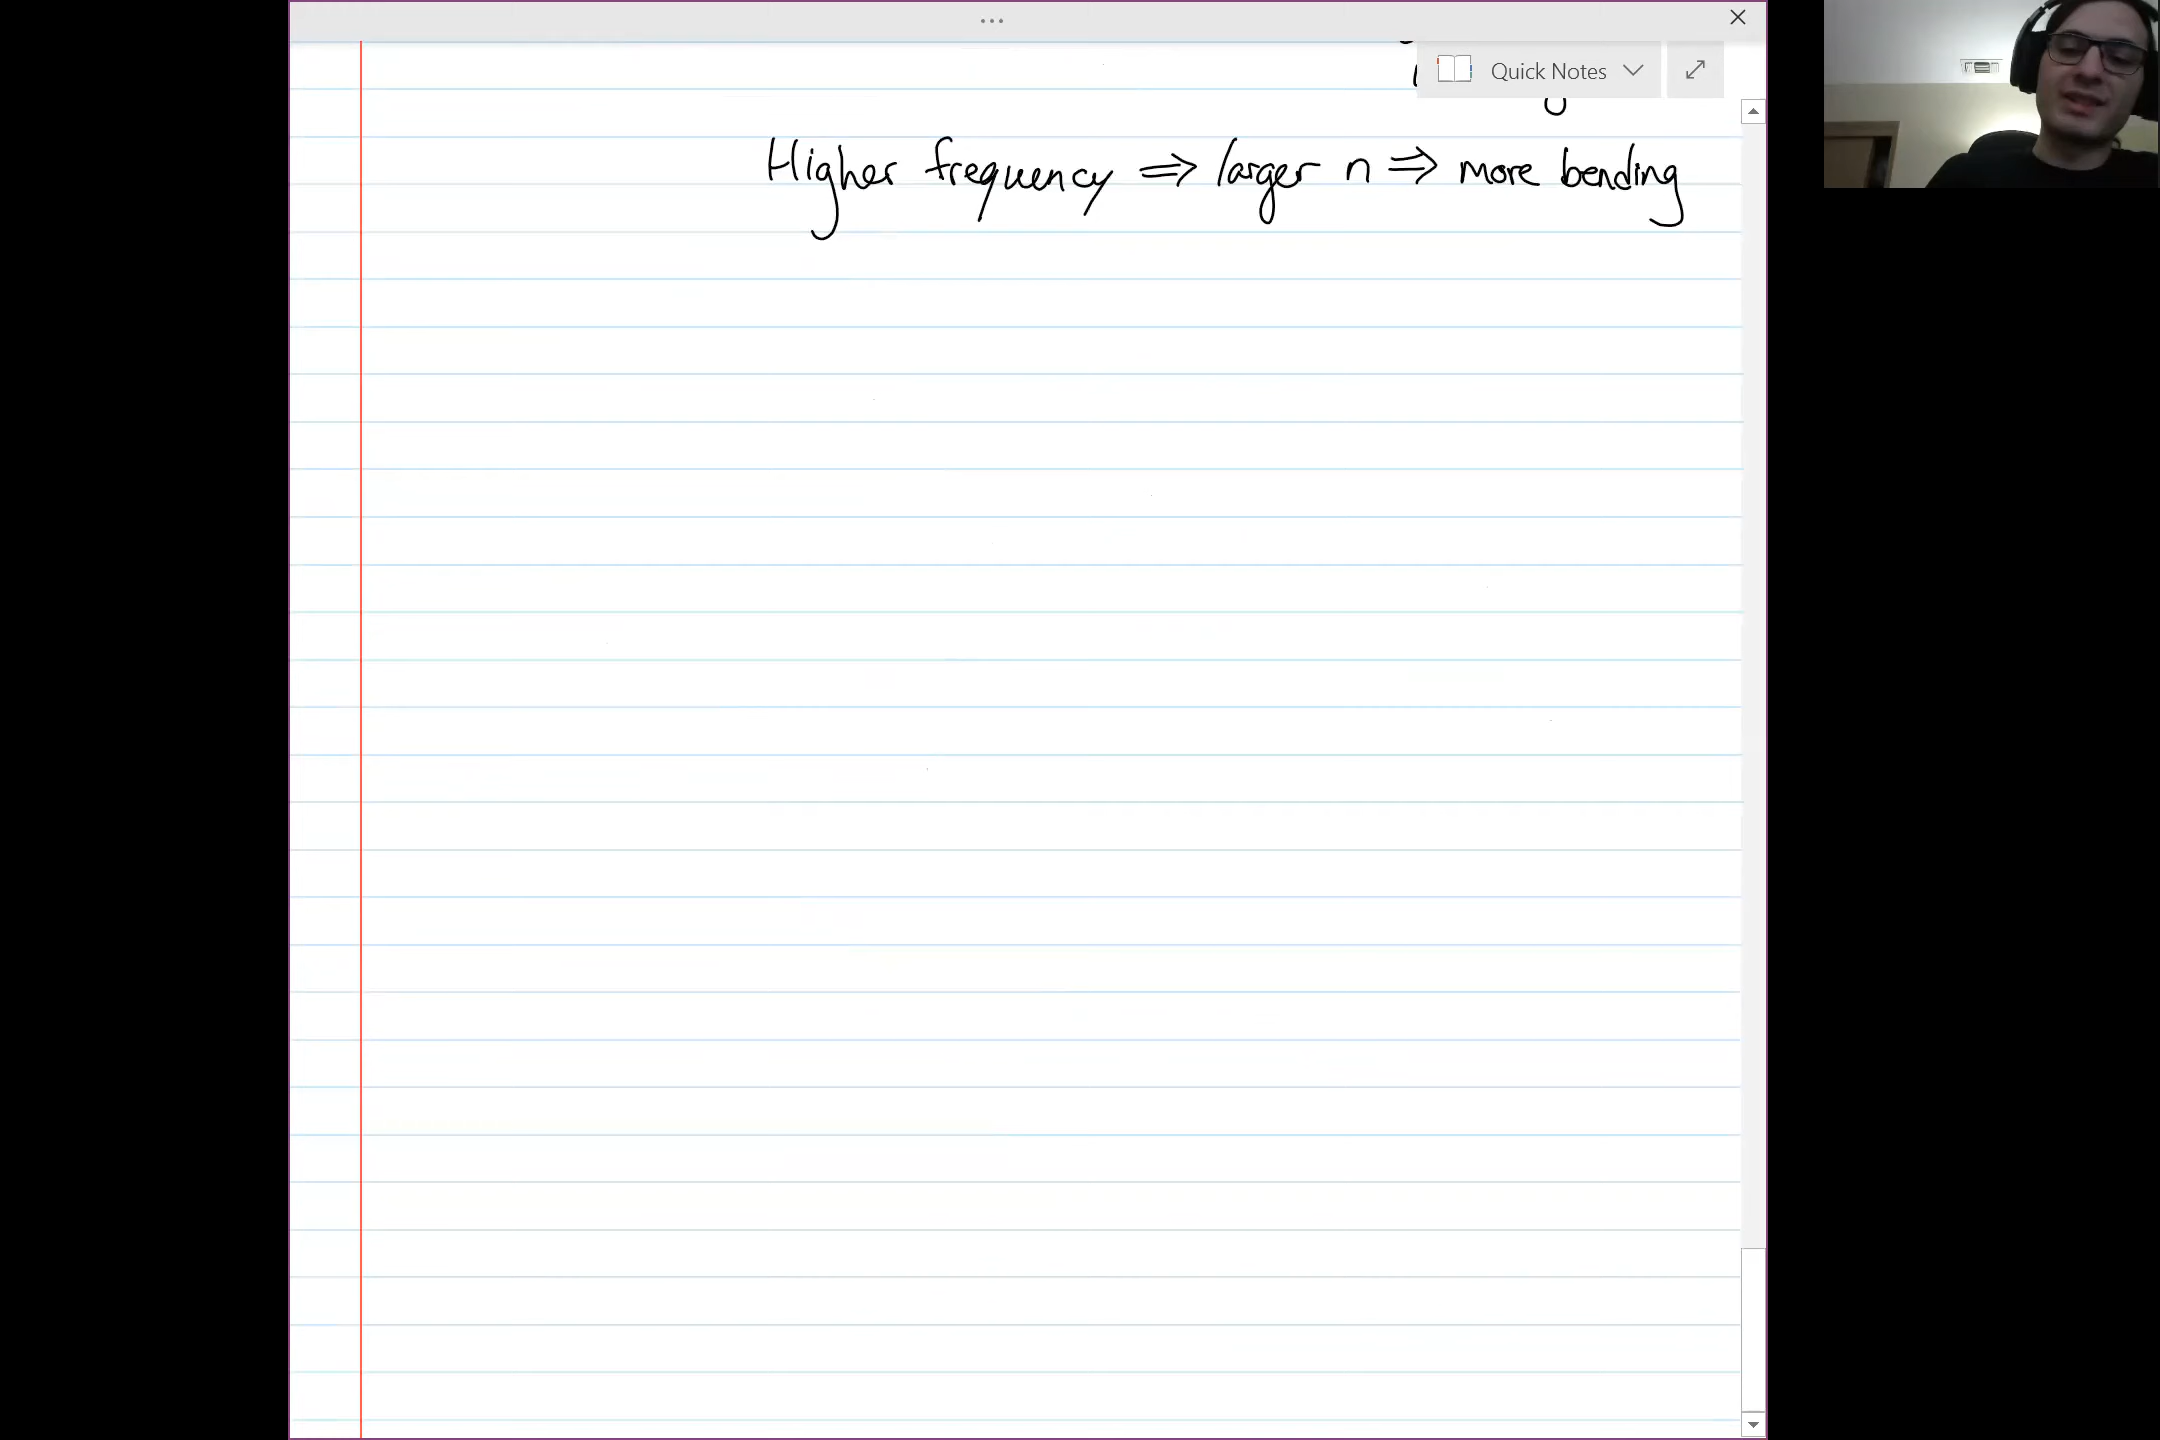 Quick Notes
Higher frequency ⇒ larger n ⇒ more bending